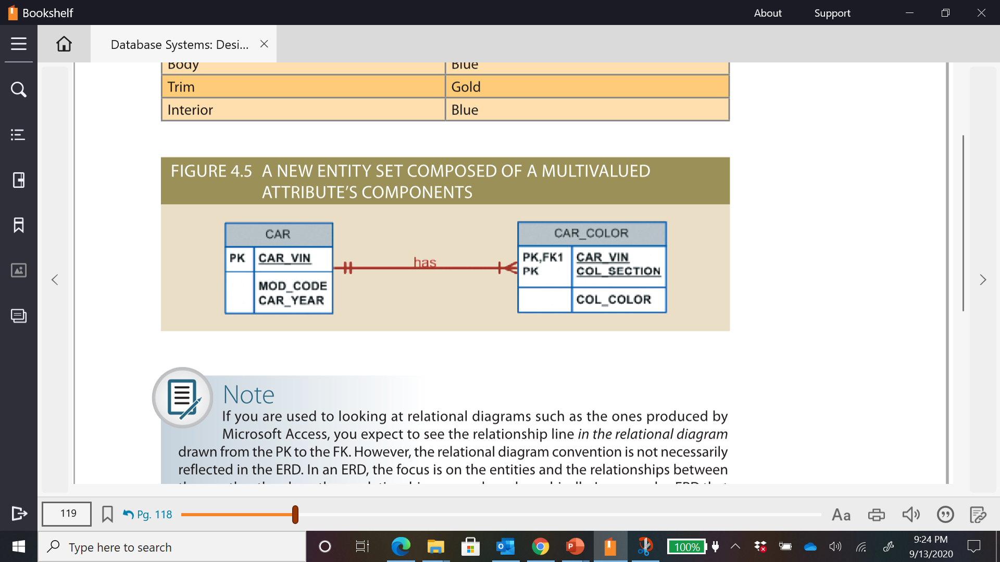 Bookshelf
About
Support
Database Systems: Desi...
Body Blue
Trim Gold
Interior Blue
FIGURE 4.5 A NEW ENTITY SET COMPOSED OF A MULTIVALUED
ATTRIBUTE'S COMPONENTS
CAR
PK CAR_VIN
MOD_CODE
CAR_YEAR
has
CAR_COLOR
PK,FK1 CAR_VIN
PK COL_SECTION
COL_COLOR
Note
If you are used to looking at relational diagrams such as the ones produced by
Microsoft Access, you expect to see the relationship line in the relational diagram
drawn from the PK to the FK. However, the relational diagram convention is not necessarily
reflected in the ERD. In an ERD, the focus is on the entities and the relationships between
119
Pg. 118
Aa
Type here to search
100%
9:24 PM
9/13/2020